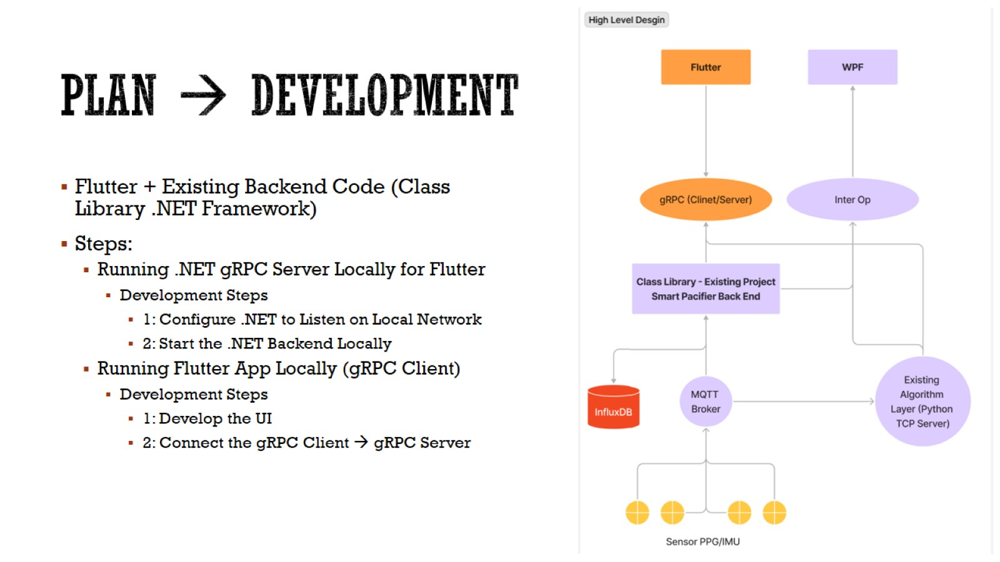 PLAN → DEVELOPMENT
▪ Flutter + Existing Backend Code (Class
Library .NET Framework)
▪ Steps:
▪ Running .NET gRPC Server Locally for Flutter
▪ Development Steps
▪ 1: Configure .NET to Listen on Local Network
▪ 2: Start the .NET Backend Locally
▪ Running Flutter App Locally (gRPC Client)
▪ Development Steps
▪ 1: Develop the UI
▪ 2: Connect the gRPC Client → gRPC Server
High Level Desgin
Flutter
WPF
gRPC (Clinet/Server)
Inter Op
Class Library - Existing Project
Smart Pacifier Back End
InfluxDB
MQTT
Broker
Existing
Algorithm
Layer (Python
TCP Server)
Sensor PPG/IMU